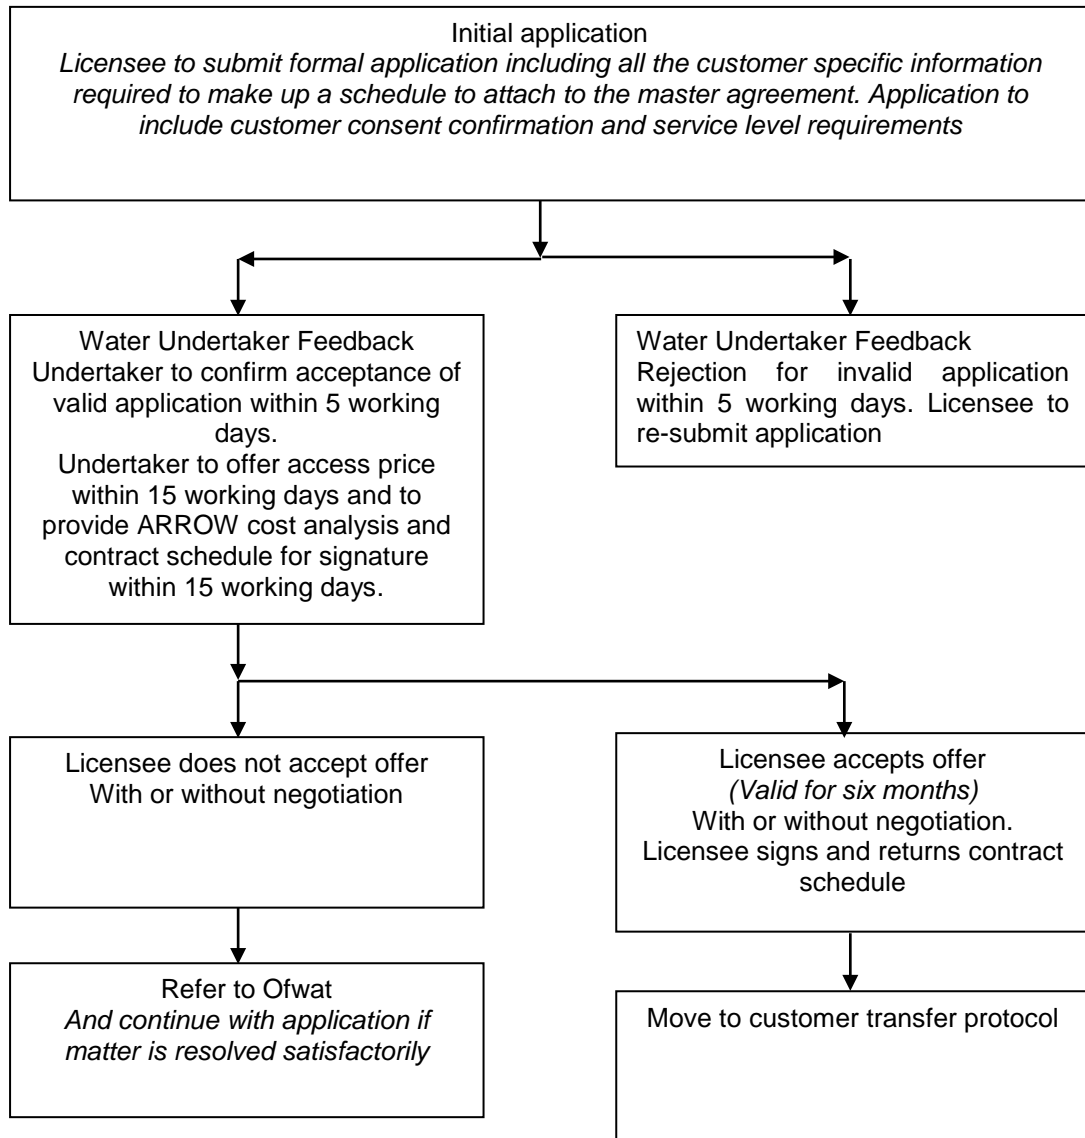 Initial application
Licensee to submit formal application including all the customer specific information
required to make up a schedule to attach to the master agreement. Application to
include customer consent confirmation and service level requirements
Water Undertaker Feedback
Undertaker to confirm acceptance of
valid application within 5 working
days.
Undertaker to offer access price
within 15 working days and to
provide ARROW cost analysis and
contract schedule for signature
within 15 working days.
Water Undertaker Feedback
Rejection for invalid application
within 5 working days. Licensee to
re-submit application
Licensee does not accept offer
With or without negotiation
Licensee accepts offer
(Valid for six months)
With or without negotiation.
Licensee signs and returns contract
schedule
Refer to Ofwat
And continue with application if
matter is resolved satisfactorily
Move to customer transfer protocol